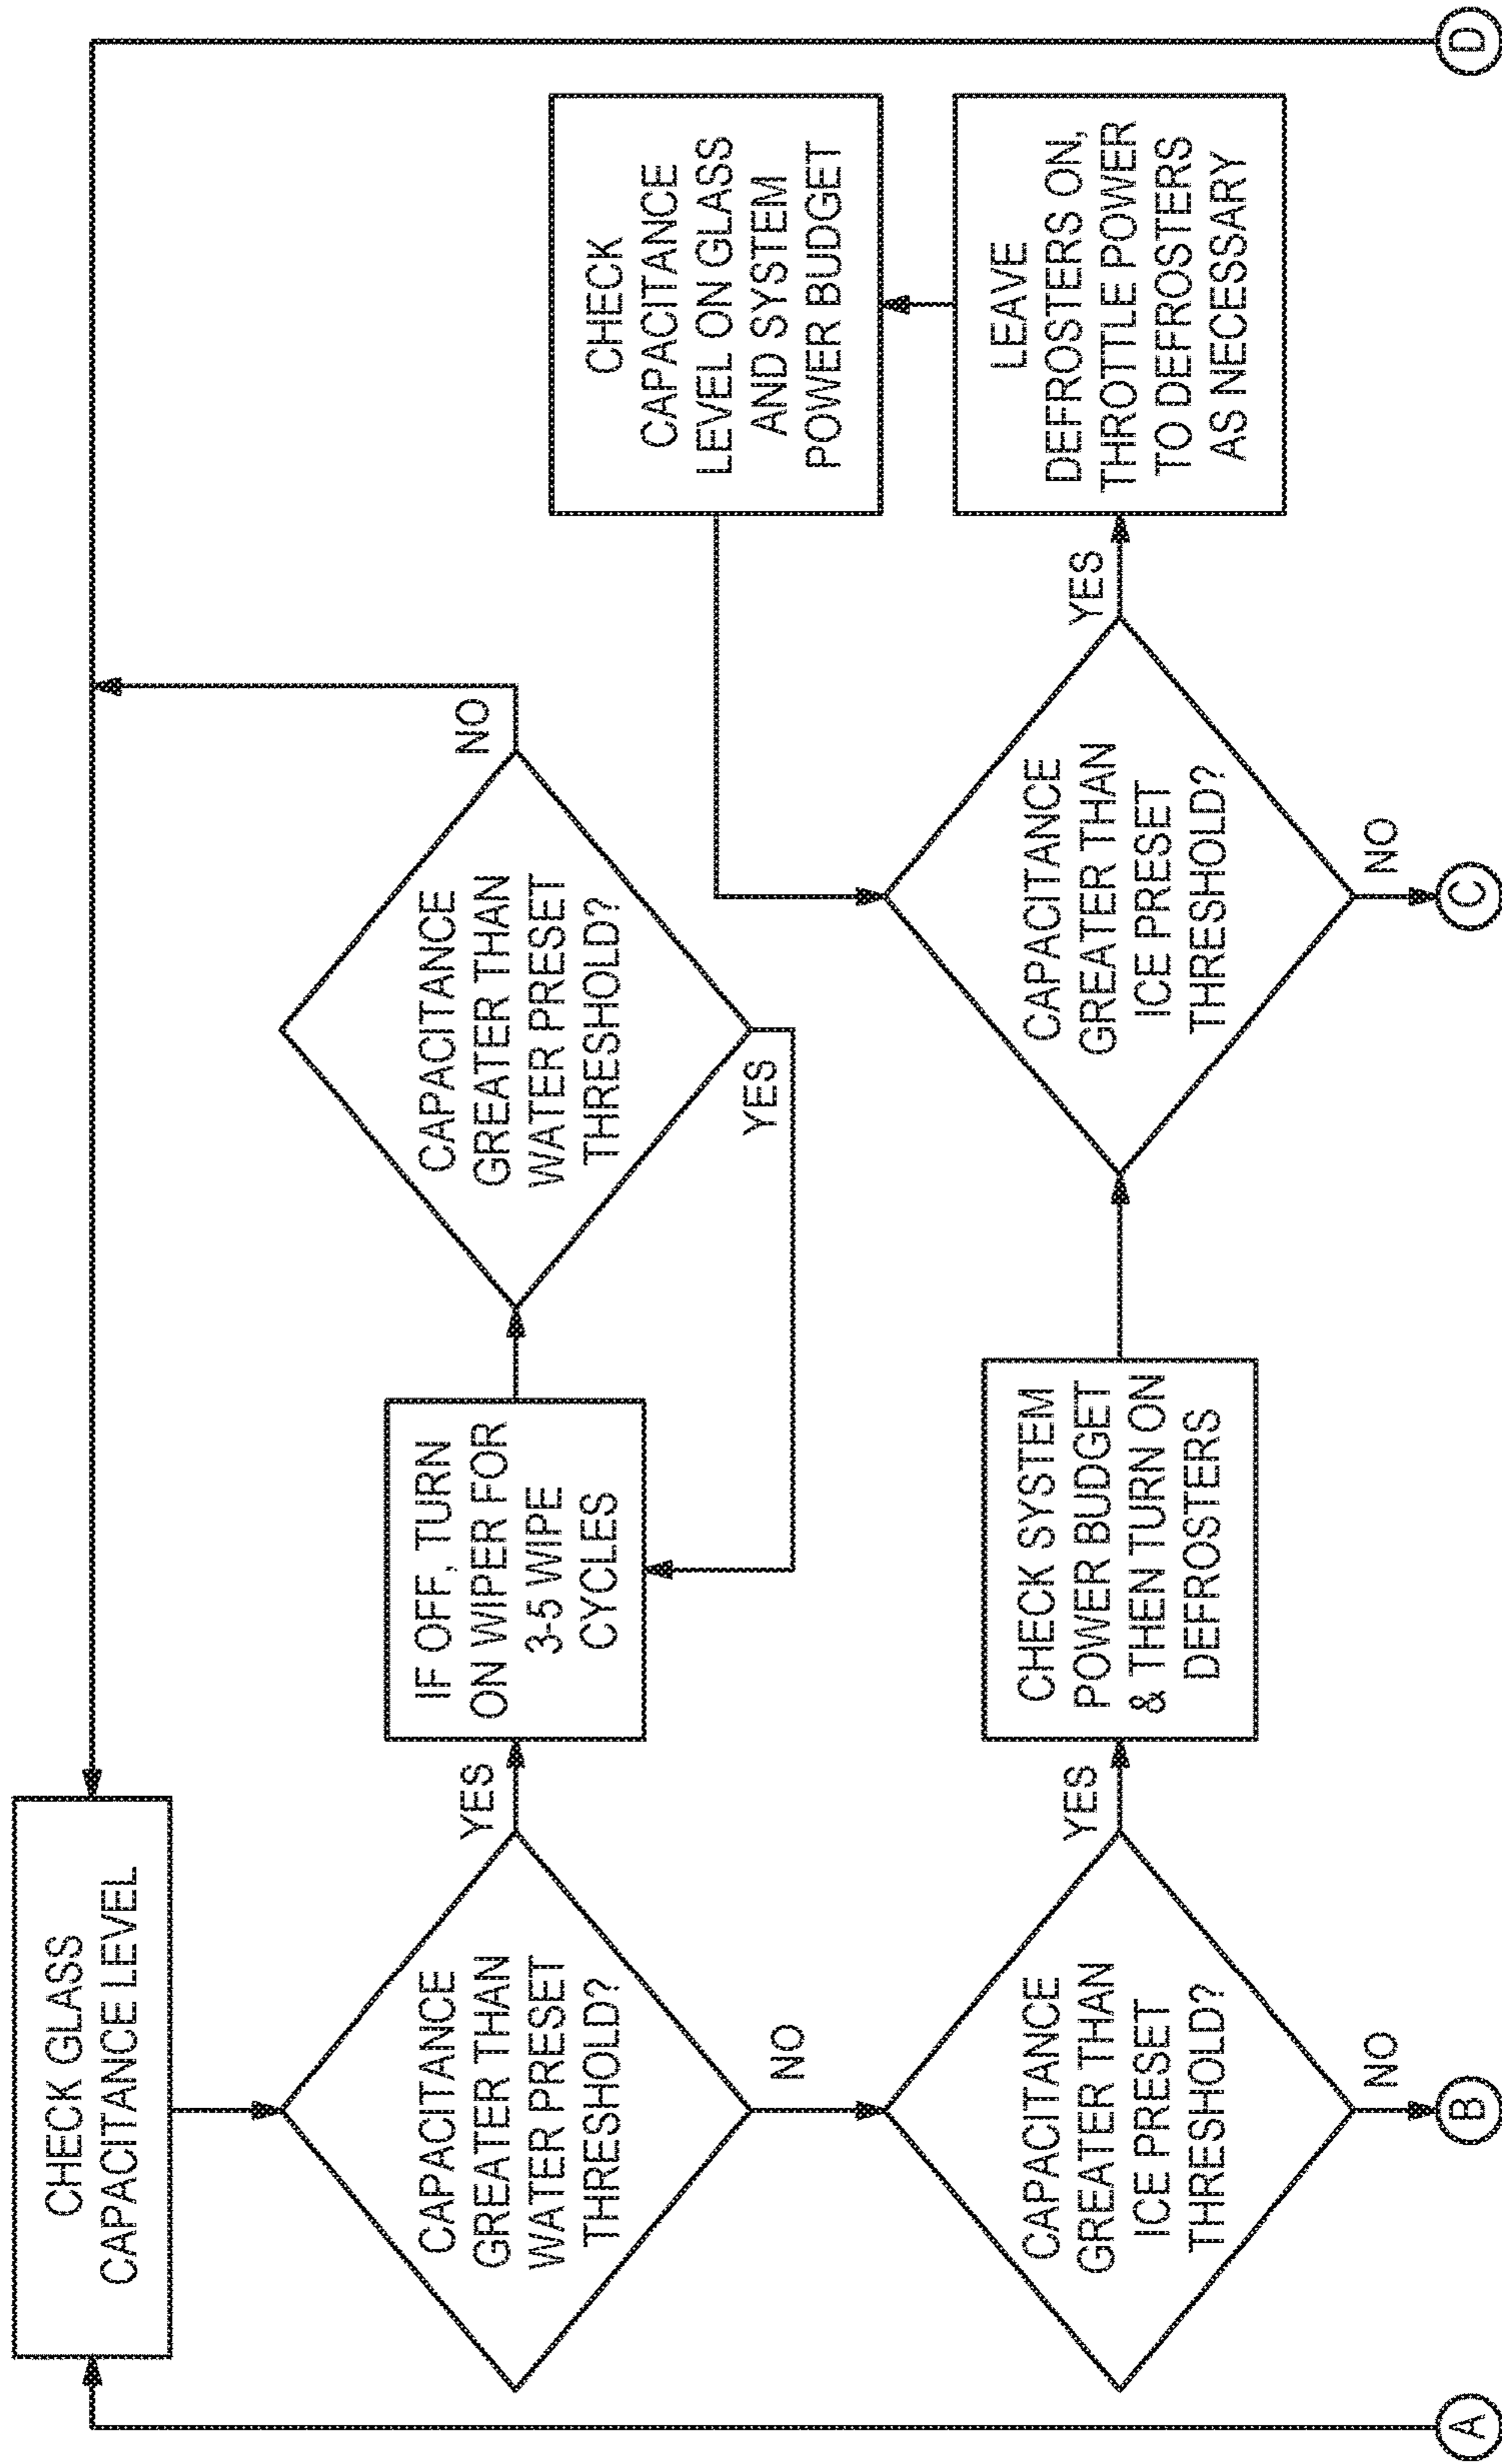 CHECK GLASS
CAPACITANCE LEVEL
CAPACITANCE
GREATER THAN
WATER PRESET
THRESHOLD?
YES
NO
IF OFF, TURN
ON WIPER FOR
3-5 WIPE
CYCLES
CAPACITANCE
GREATER THAN
WATER PRESET
THRESHOLD?
NO
YES
CAPACITANCE
GREATER THAN
ICE PRESET
THRESHOLD?
YES
NO
CHECK SYSTEM
POWER BUDGET
& THEN TURN ON
DEFROSTERS
CAPACITANCE
GREATER THAN
ICE PRESET
THRESHOLD?
YES
NO
LEAVE
DEFROSTERS ON,
THROTTLE POWER
TO DEFROSTERS
AS NECESSARY
CHECK
CAPACITANCE
LEVEL ON GLASS
AND SYSTEM
POWER BUDGET
A
B
C
D